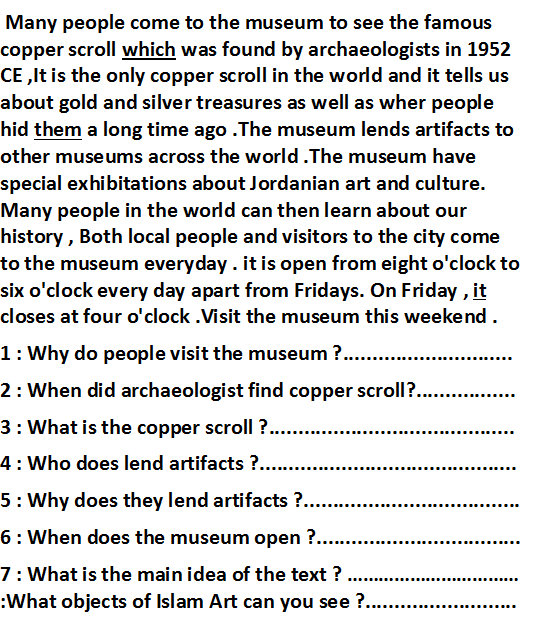 Many people come to the museum to see the famous
copper scroll which was found by archaeologists in 1952
CE ,It is the only copper scroll in the world and it tells us
about gold and silver treasures as well as wher people
hid them a long time ago .The museum lends artifacts to
other museums across the world .The museum have
special exhibitations about Jordanian art and culture.
Many people in the world can then learn about our
history , Both local people and visitors to the city come
to the museum everyday . it is open from eight o'clock to
six o'clock every day apart from Fridays. On Friday , it
closes at four o'clock .Visit the museum this weekend .
1 : Why do people visit the museum ?..............................
2 : When did archaeologist find copper scroll?.................
3 : What is the copper scroll ?...........................................
4 : Who does lend artifacts ?.............................................
5 : Why does they lend artifacts ?......................................
6 : When does the museum open ?....................................
7 : What is the main idea of the text ? ................................
:What objects of Islam Art can you see ?..........................